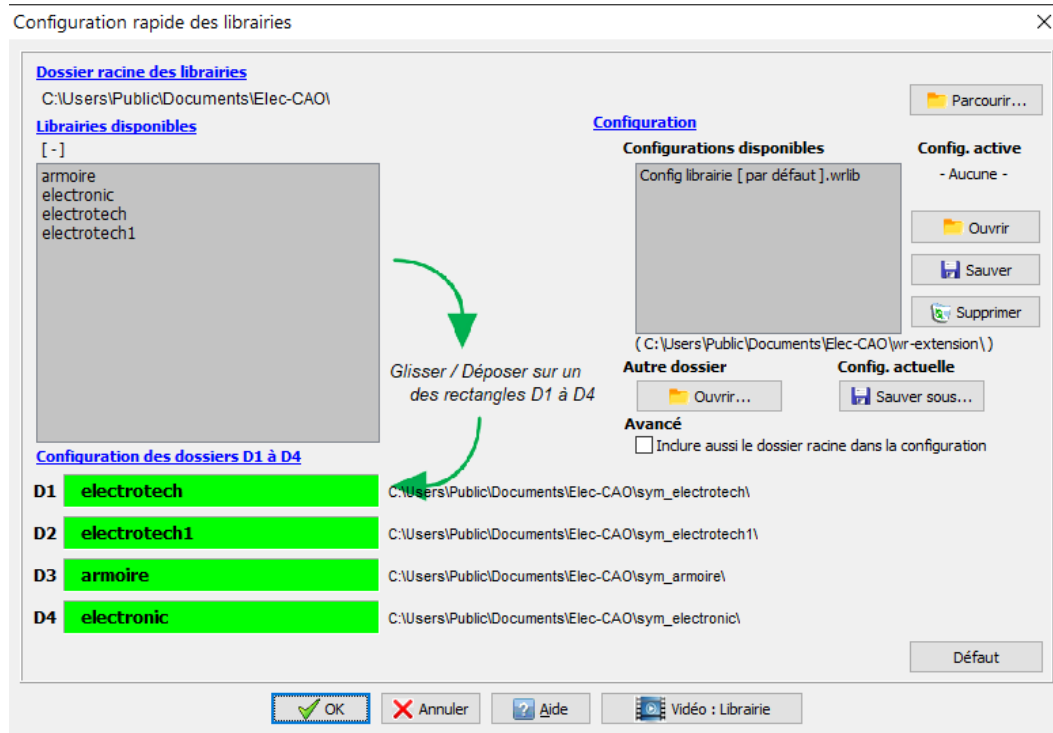 Configuration rapide des librairies
Dossier racine des librairies
C:\Users\Public\Documents\Elec-CAO\
Parcourir...
Librairies disponibles
[ - ]
armoire
electronic
electrotech
electrotech1
Configuration
Configurations disponibles
Config. active
Config librairie [ par défaut ].wrlib
- Aucune -
Ouvrir
Sauver
Supprimer
( C:\Users\Public\Documents\Elec-CAO\wr-extension\ )
Glisser / Déposer sur un
des rectangles D1 à D4
Autre dossier
Config. actuelle
Ouvrir...
Sauver sous...
Avancé
Inclure aussi le dossier racine dans la configuration
Configuration des dossiers D1 à D4
D1 electrotech C:\Users\Public\Documents\Elec-CAO\sym_electrotech\
D2 electrotech1 C:\Users\Public\Documents\Elec-CAO\sym_electrotech1\
D3 armoire C:\Users\Public\Documents\Elec-CAO\sym_armoire\
D4 electronic C:\Users\Public\Documents\Elec-CAO\sym_electronic\
Défaut
OK
Annuler
Aide
Vidéo : Librairie